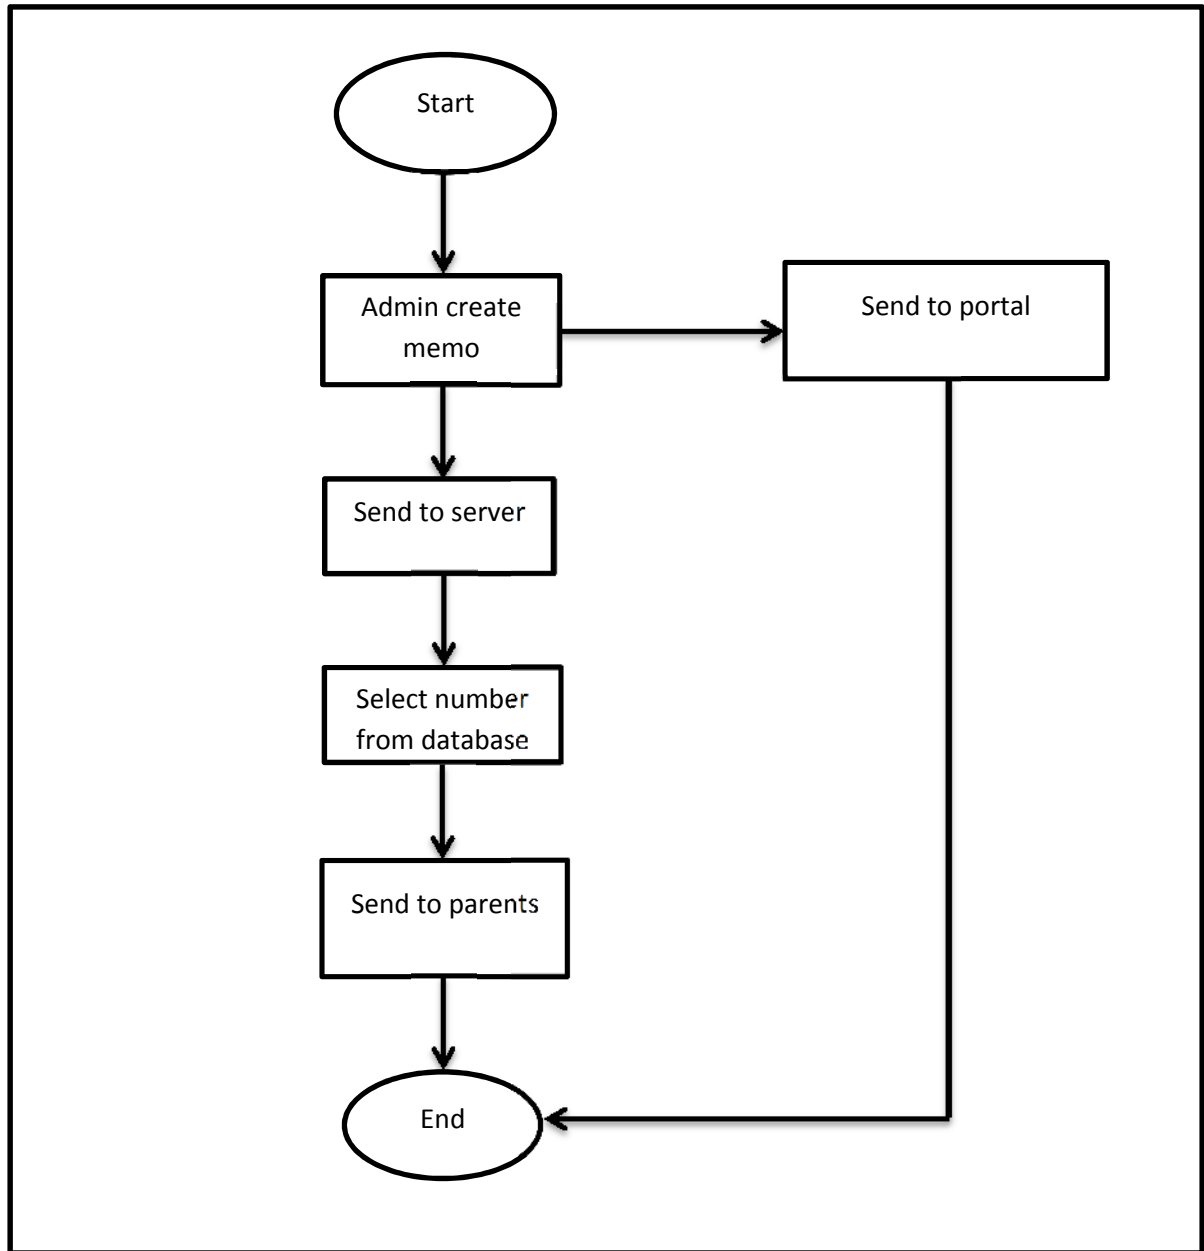 Start
Admin create
memo
Send to portal
Send to server
Select number
from database
Send to parents
End